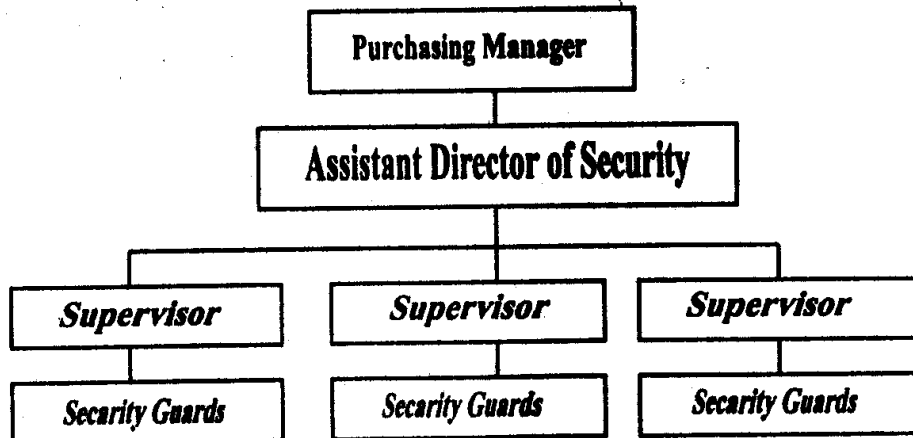 Purchasing Manager
Assistant Director of Security
Supervisor
Supervisor
Supervisor
Secarity Guards
Security Guards
Security Guards